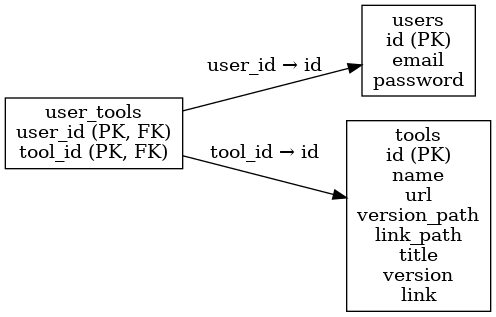 user_tools
user_id (PK, FK)
tool_id (PK, FK)
user_id → id
tool_id → id
users
id (PK)
email
password
tools
id (PK)
name
url
version_path
link_path
title
version
link